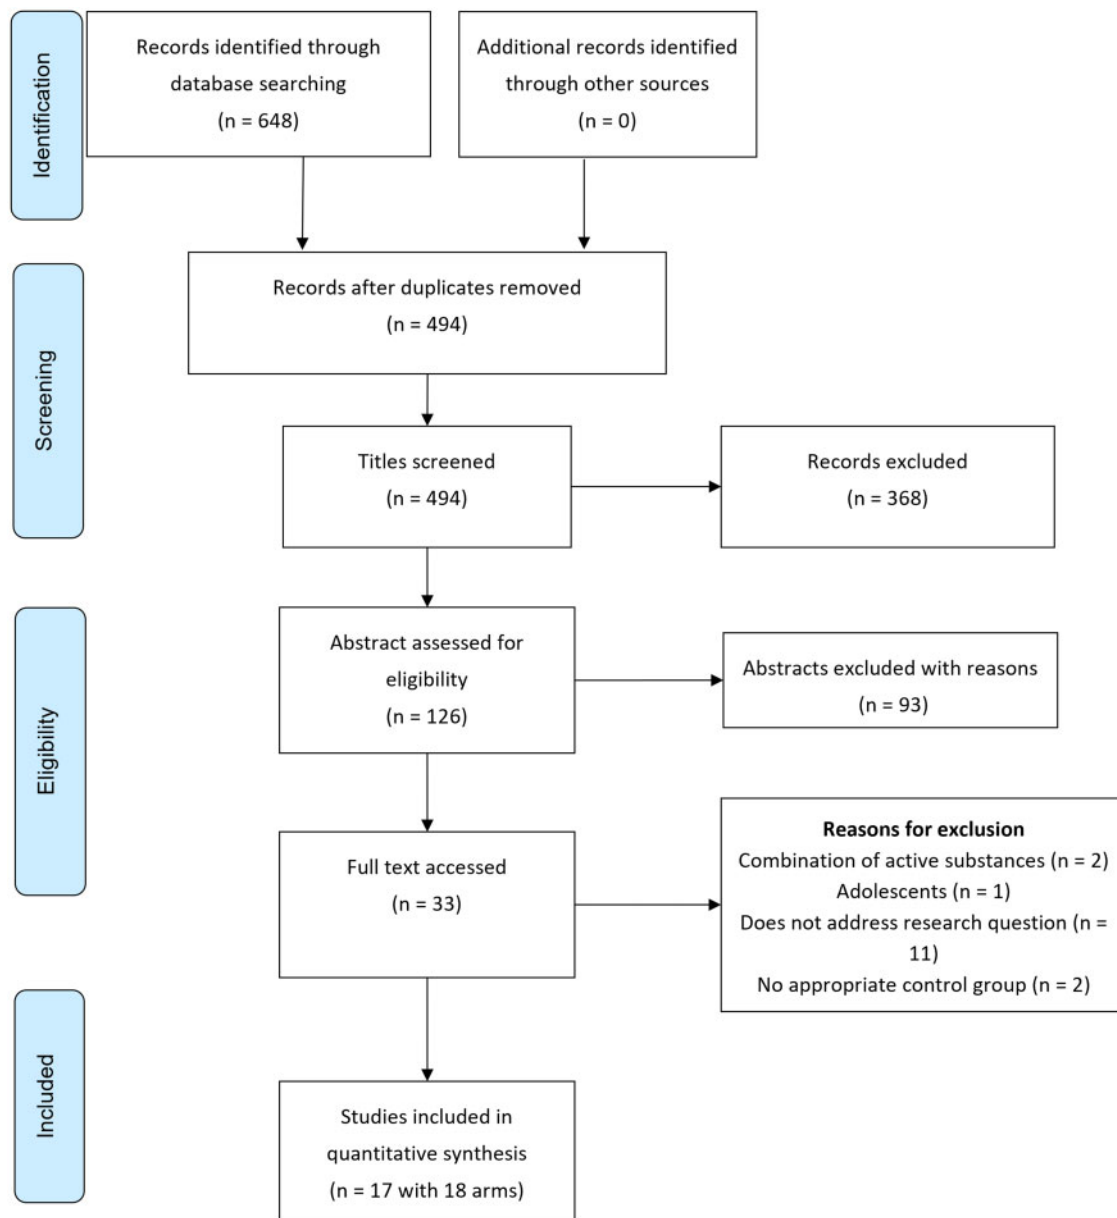 Identification
Records identified through
database searching
(n = 648)
Additional records identified
through other sources
(n = 0)
Screening
Records after duplicates removed
(n = 494)
Titles screened
(n = 494)
Records excluded
(n = 368)
Eligibility
Abstract assessed for
eligibility
(n = 126)
Abstracts excluded with reasons
(n = 93)
Full text accessed
(n = 33)
Reasons for exclusion
Combination of active substances (n = 2)
Adolescents (n = 1)
Does not address research question (n =
11)
No appropriate control group (n = 2)
Included
Studies included in
quantitative synthesis
(n = 17 with 18 arms)